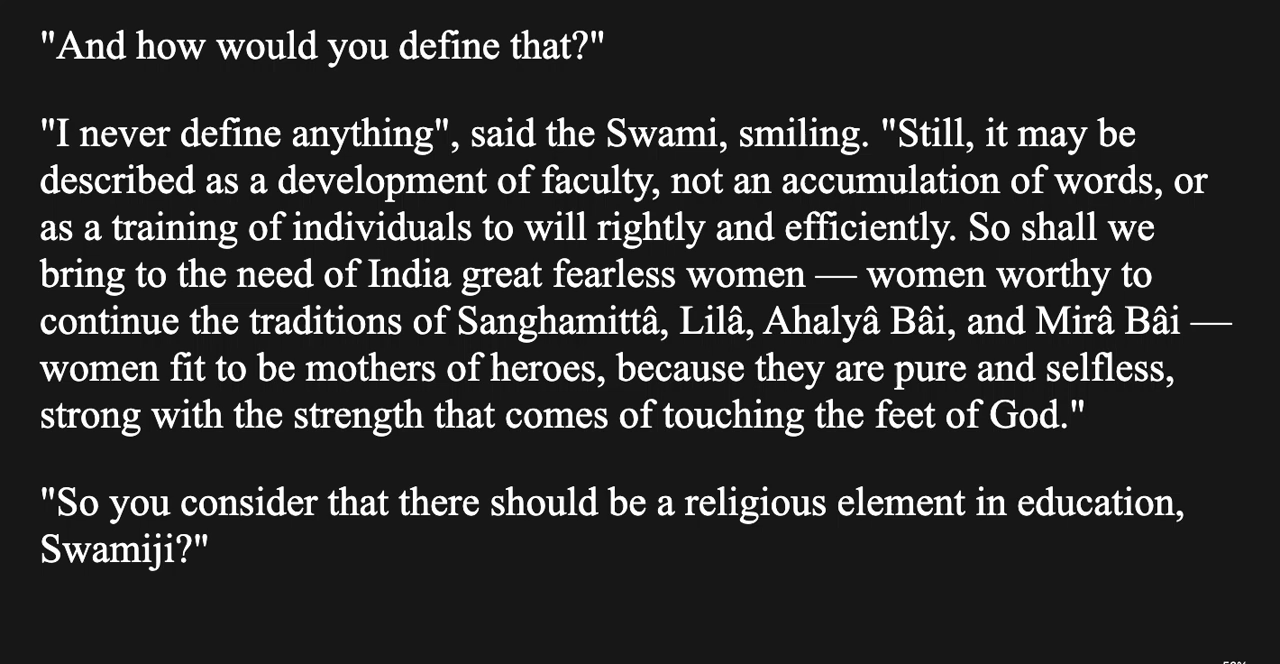 "And how would you define that?"
"I never define anything", said the Swami, smiling. "Still, it may be
described as a development of faculty, not an accumulation of words, or
as a training of individuals to will rightly and efficiently. So shall we
bring to the need of India great fearless women — women worthy to
continue the traditions of Sanghamittâ, Lilâ, Ahalyâ Bâi, and Mirâ Bâi —
women fit to be mothers of heroes, because they are pure and selfless,
strong with the strength that comes of touching the feet of God."
"So you consider that there should be a religious element in education,
Swamiji?"